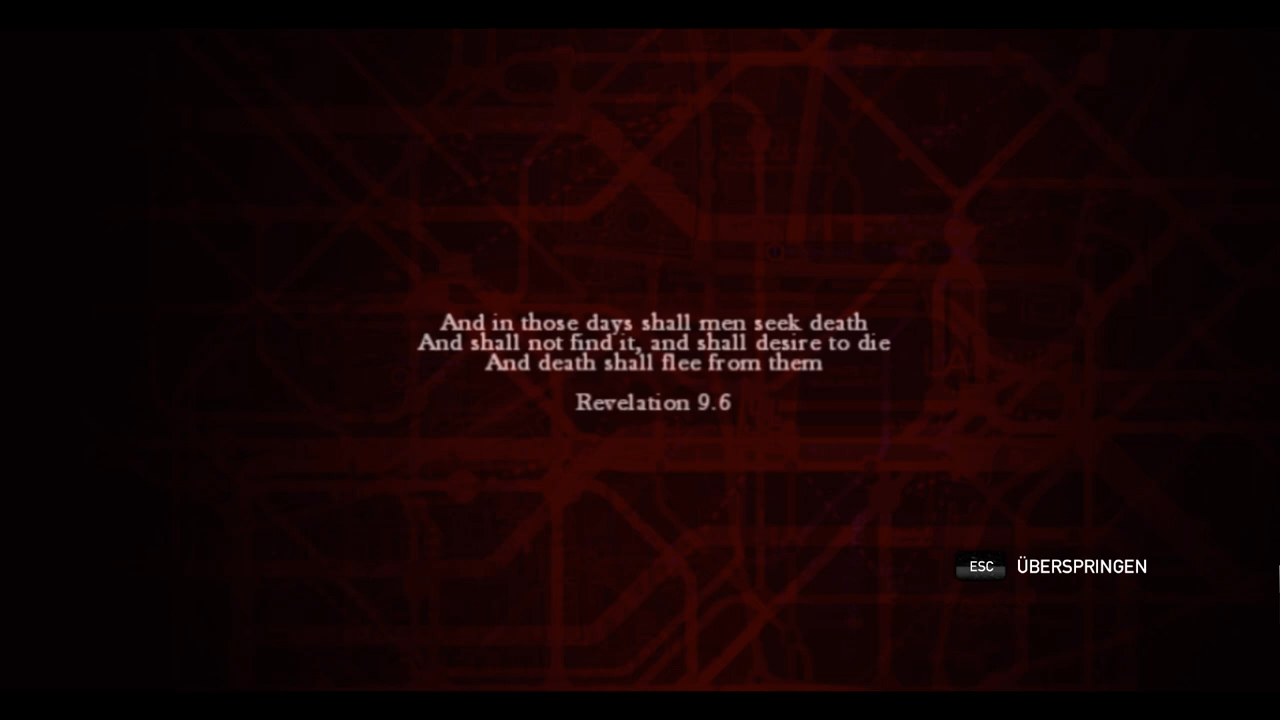 And in those days shall men seek death
And shall not find it, and shall desire to die
And death shall flee from them
Revelation 9.6
ESC ÜBERSPRINGEN